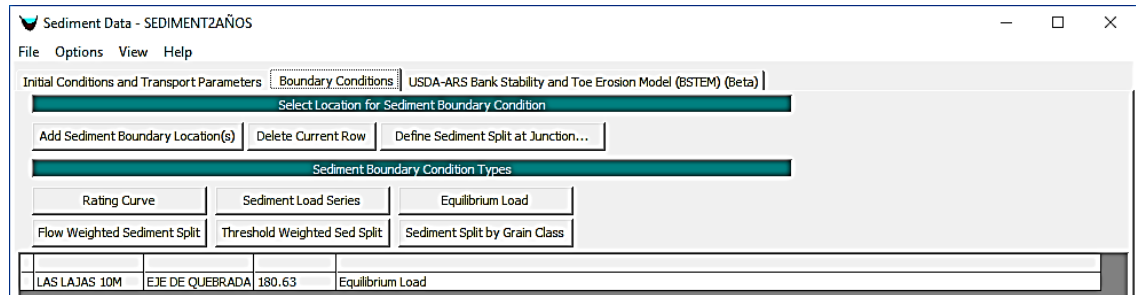 Sediment Data - SEDIMENT2AÑOS
File Options View Help
Initial Conditions and Transport Parameters Boundary Conditions USDA-ARS Bank Stability and Toe Erosion Model (BSTEM) (Beta)
Select Location for Sediment Boundary Condition
Add Sediment Boundary Location(s) Delete Current Row Define Sediment Split at Junction...
Sediment Boundary Condition Types
Rating Curve Sediment Load Series Equilibrium Load
Flow Weighted Sediment Split Threshold Weighted Sed Split Sediment Split by Grain Class
LAS LAJAS 10M EJE DE QUEBRADA 180.63 Equilibrium Load